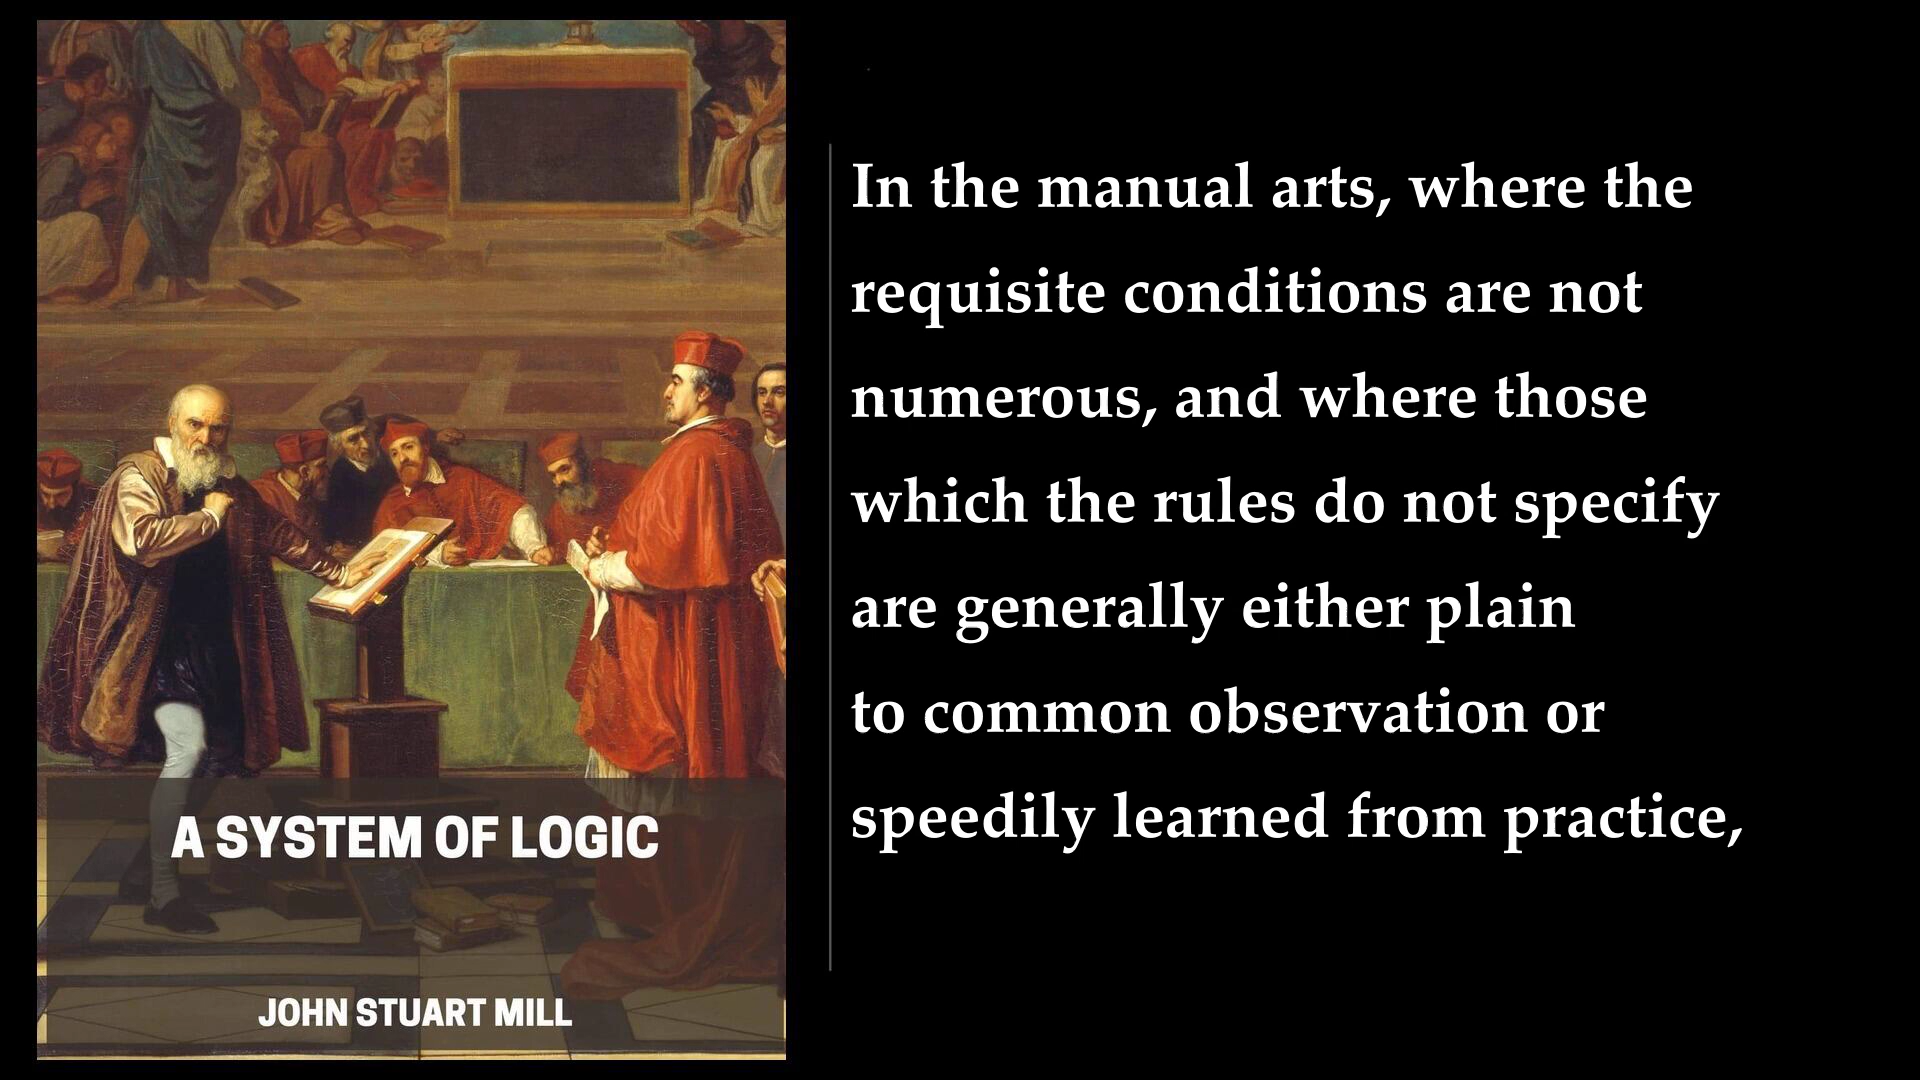 A SYSTEM OF LOGIC
JOHN STUART MILL
In the manual arts, where the
requisite conditions are not
numerous, and where those
which the rules do not specify
are generally either plain
to common observation or
speedily learned from practice,